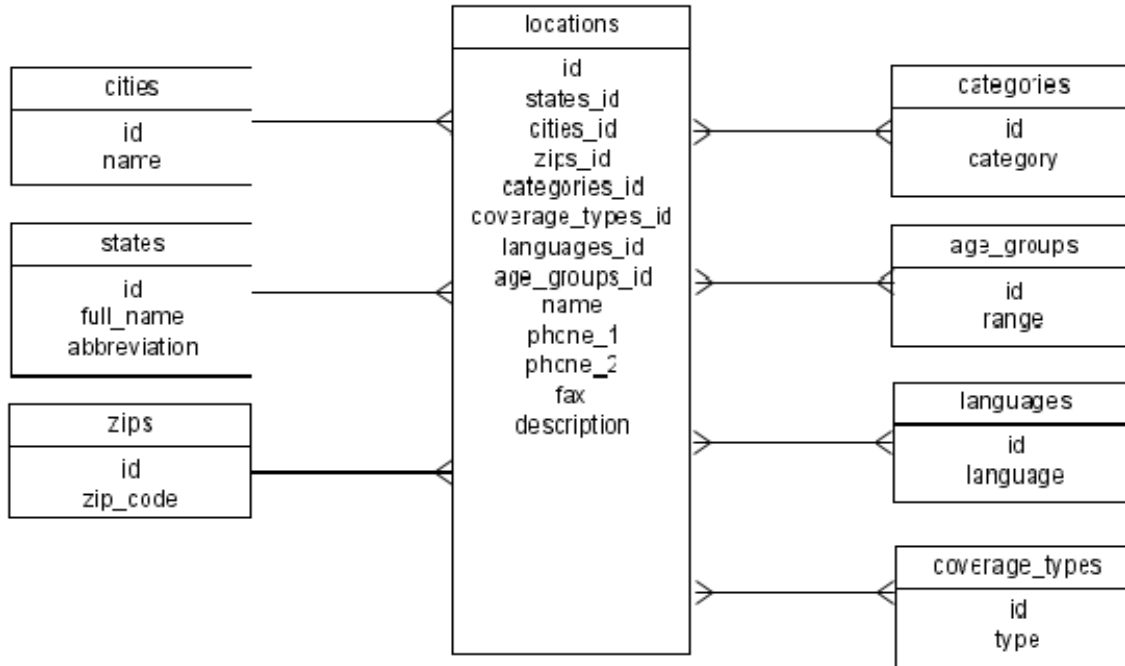 cities
id
name
states
id
full_name
abbreviation
zips
id
zip_code
locations
id
states_id
cities_id
zips_id
categories_id
coverage_types_id
languages_id
age_groups_id
name
phone_1
phone_2
fax
description
categories
id
category
age_groups
id
range
languages
id
language
coverage_types
id
type